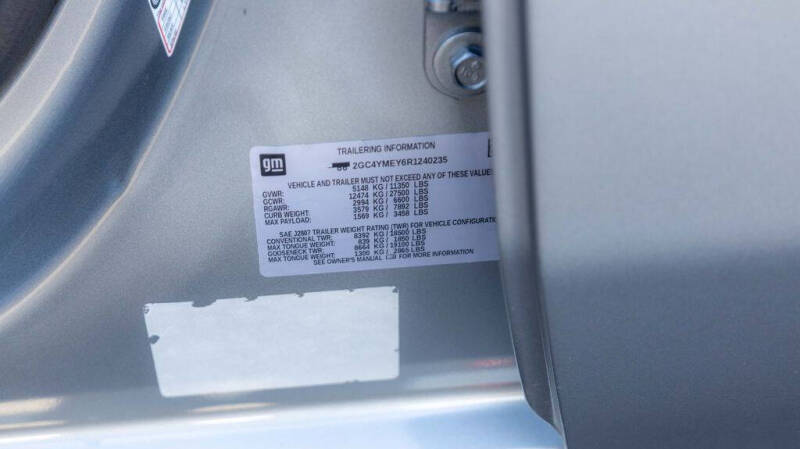 gm
TRAILERING INFORMATION
2GC4YMEY6R1240235
VEHICLE AND TRAILER MUST NOT EXCEED ANY OF THESE VALUES
GVWR: 5148 KG / 11350 LBS
GCWR: 12474 KG / 27500 LBS
RGAWR: 2994 KG / 6600 LBS
CURB WEIGHT: 3579 KG / 7892 LBS
MAX PAYLOAD: 1569 KG / 3458 LBS
SAE J2807 TRAILER WEIGHT RATING (TWR) FOR VEHICLE CONFIGURATION
CONVENTIONAL TWR: 8392 KG / 18500 LBS
MAX TONGUE WEIGHT: 839 KG / 1850 LBS
GOOSENECK TWR: 8664 KG / 19100 LBS
MAX TONGUE WEIGHT: 1300 KG / 2865 LBS
SEE OWNER'S MANUAL FOR MORE INFORMATION